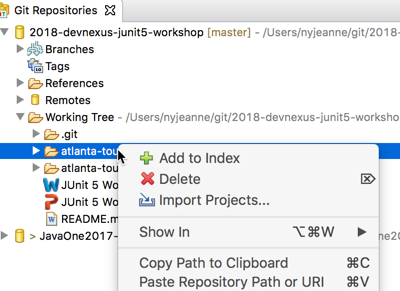 Git Repositories
2018-devnexus-junit5-workshop [master] - /Users/nyjeanne/git/2018-
Branches
Tags
References
Remotes
Working Tree - /Users/nyjeanne/git/2018-devnexus-junit5-workshop
.git
atlanta-tou
atlanta-tou
JUnit 5 Wo
JUnit 5 Wo
README.m
> JavaOne2017-
Add to Index
Delete
Import Projects...
Show In ⌥⌘W
Copy Path to Clipboard ⌘C
Paste Repository Path or URI ⌘V